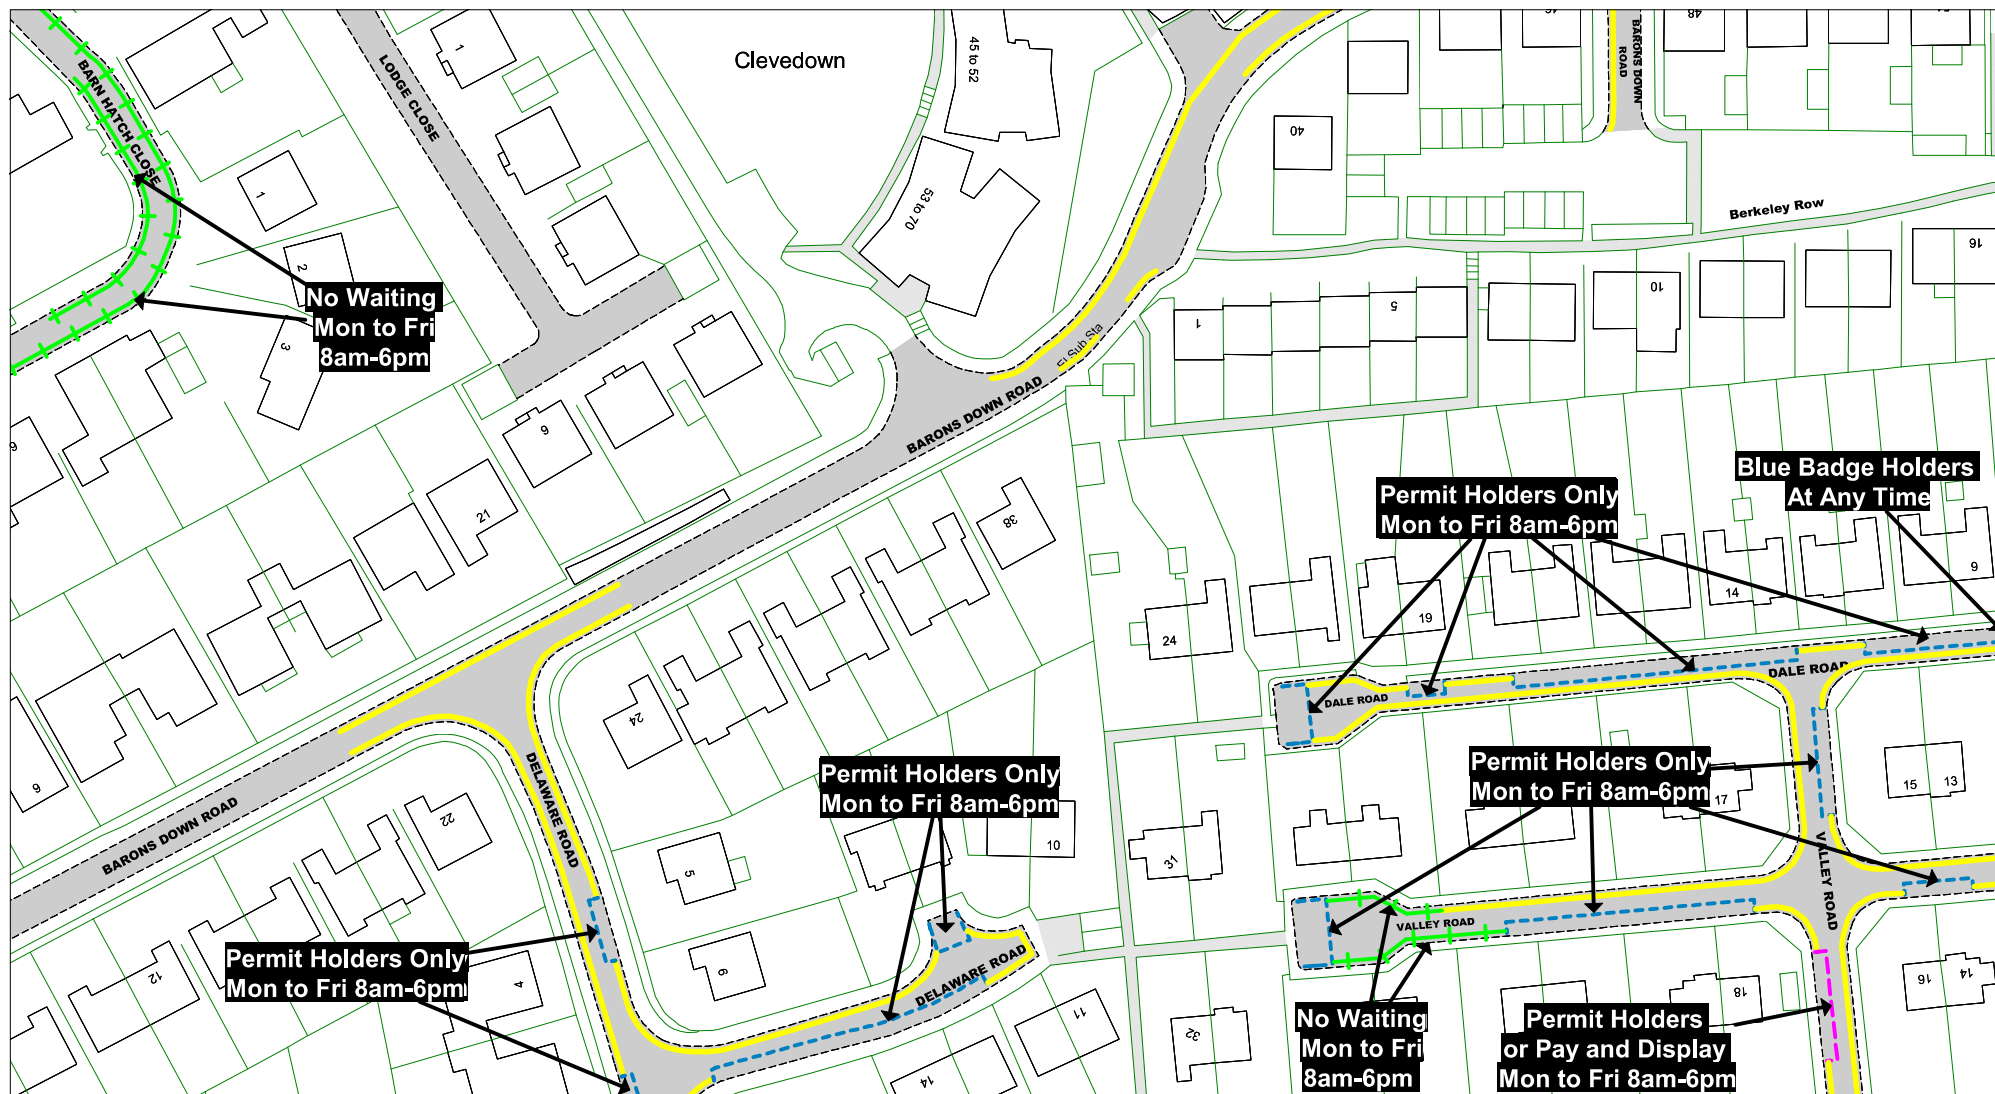 BARN HATCH CLOSE
LODGE CLOSE
Clevedown
45 to 52
53 to 70
BARONS DOWN
ROAD
48
40
1
1
2
3
Berkeley Row
16
10
5
1
El Sub Sta
No Waiting
Mon to Fri
8am-6pm
BARONS DOWN ROAD
9
21
38
Permit Holders Only
Mon to Fri 8am-6pm
Blue Badge Holders
At Any Time
24
19
14
9
DALE ROAD
DALE ROAD
24
DELAWARE ROAD
BARONS DOWN ROAD
22
Permit Holders Only
Mon to Fri 8am-6pm
10
5
31
Permit Holders Only
Mon to Fri 8am-6pm
17
15
13
VALLEY ROAD
VALLEY ROAD
Permit Holders Only
Mon to Fri 8am-6pm
12
4
DELAWARE ROAD
11
14
32
No Waiting
Mon to Fri
8am-6pm
Permit Holders
or Pay and Display
Mon to Fri 8am-6pm
18
16
14